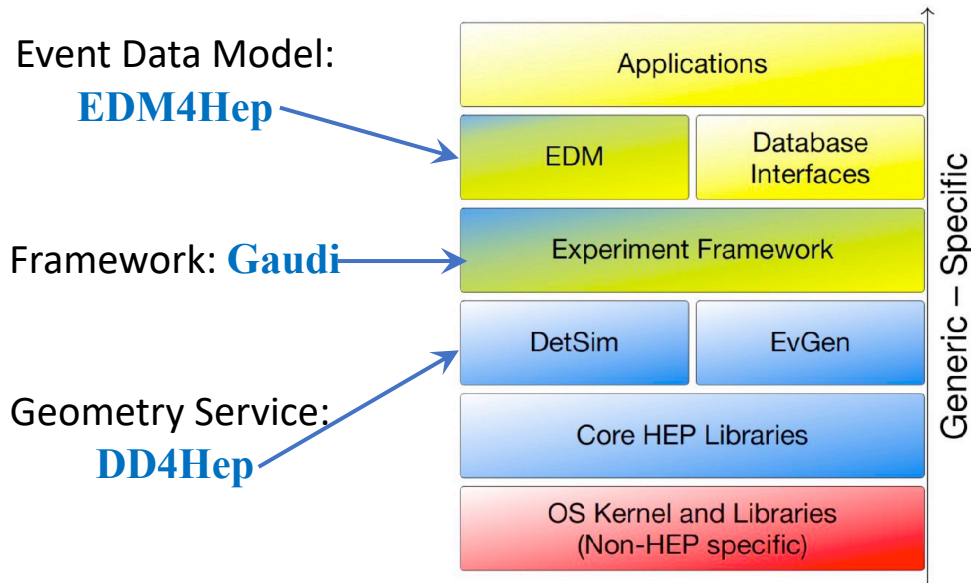 Event Data Model:
EDM4Hep
Framework: Gaudi
Geometry Service:
DD4Hep
Applications
EDM
Database
Interfaces
Experiment Framework
DetSim
EvGen
Core HEP Libraries
OS Kernel and Libraries
(Non-HEP specific)
Generic – Specific